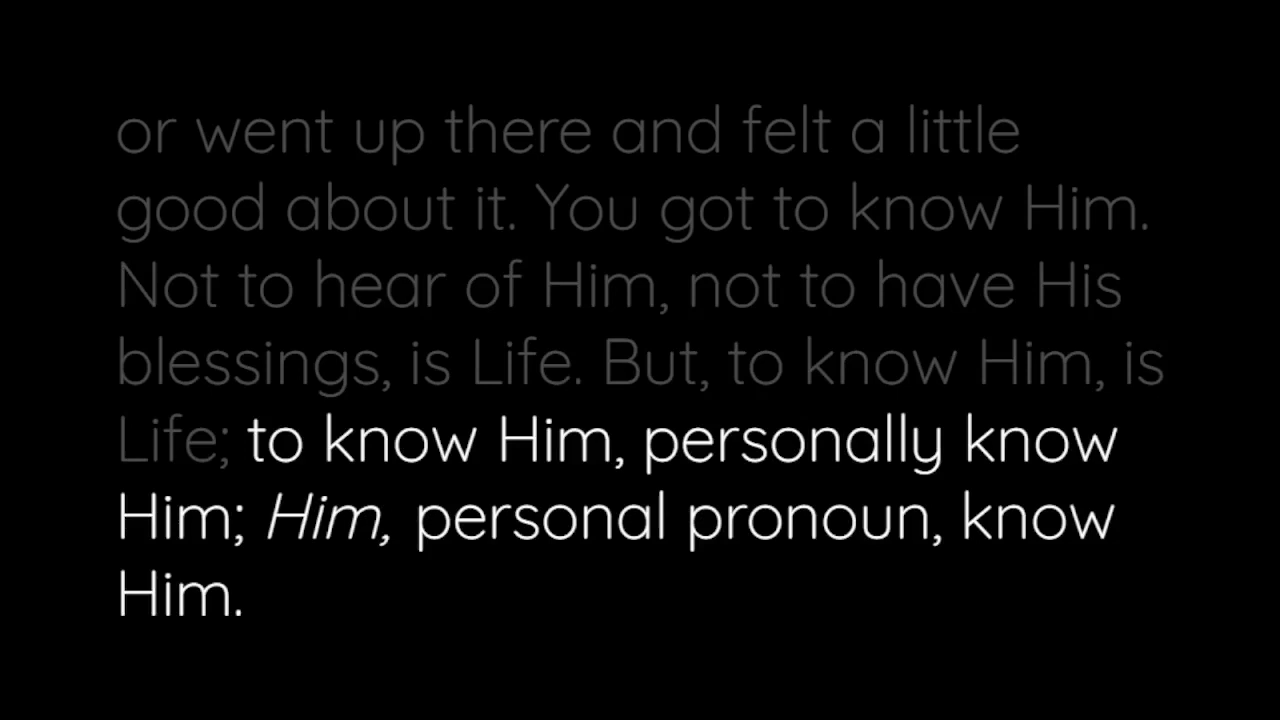 or went up there and felt a little
good about it. You got to know Him.
Not to hear of Him, not to have His
blessings, is Life. But, to know Him, is
Life; to know Him, personally know
Him; Him, personal pronoun, know
Him.